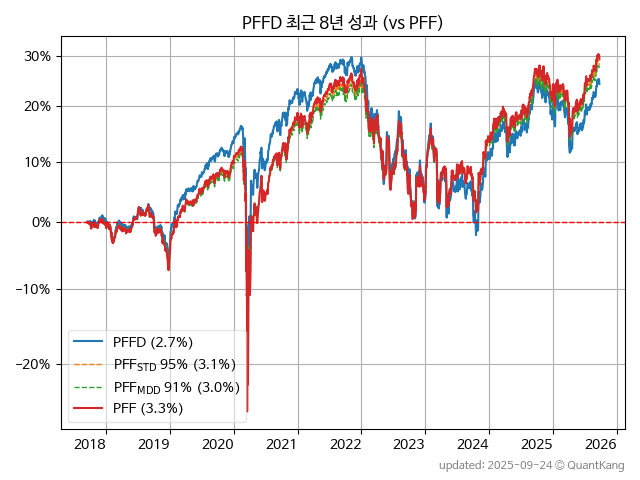 PFFD 최근 8년 성과 (vs PFF)
30%
20%
10%
0%
−10%
−20%
PFFD (2.7%)
PFFSTD 95% (3.1%)
PFFMDD 91% (3.0%)
PFF (3.3%)
2018 2019 2020 2021 2022 2023 2024 2025 2026
updated: 2025-09-24 © QuantKang